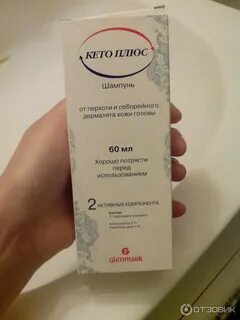 КЕТО ПЛЮС
Шампунь
от перхоти и себорейного
дерматита кожи головы
60 мл
Хорошо потрясти
перед
использованием
2 АКТИВНЫХ КОМПОНЕНТА
Состав:
G
glenmark
ОТЗОВИК